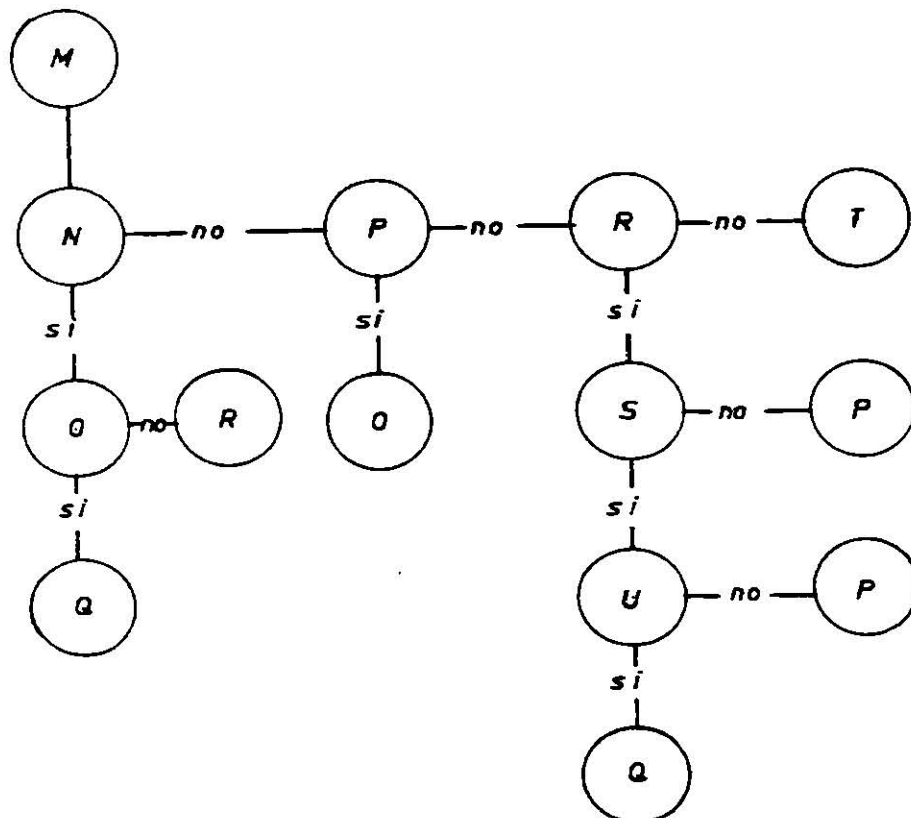 M
N no P no R no T
si si si
O no R O S no P
si si
Q U no P
si
Q